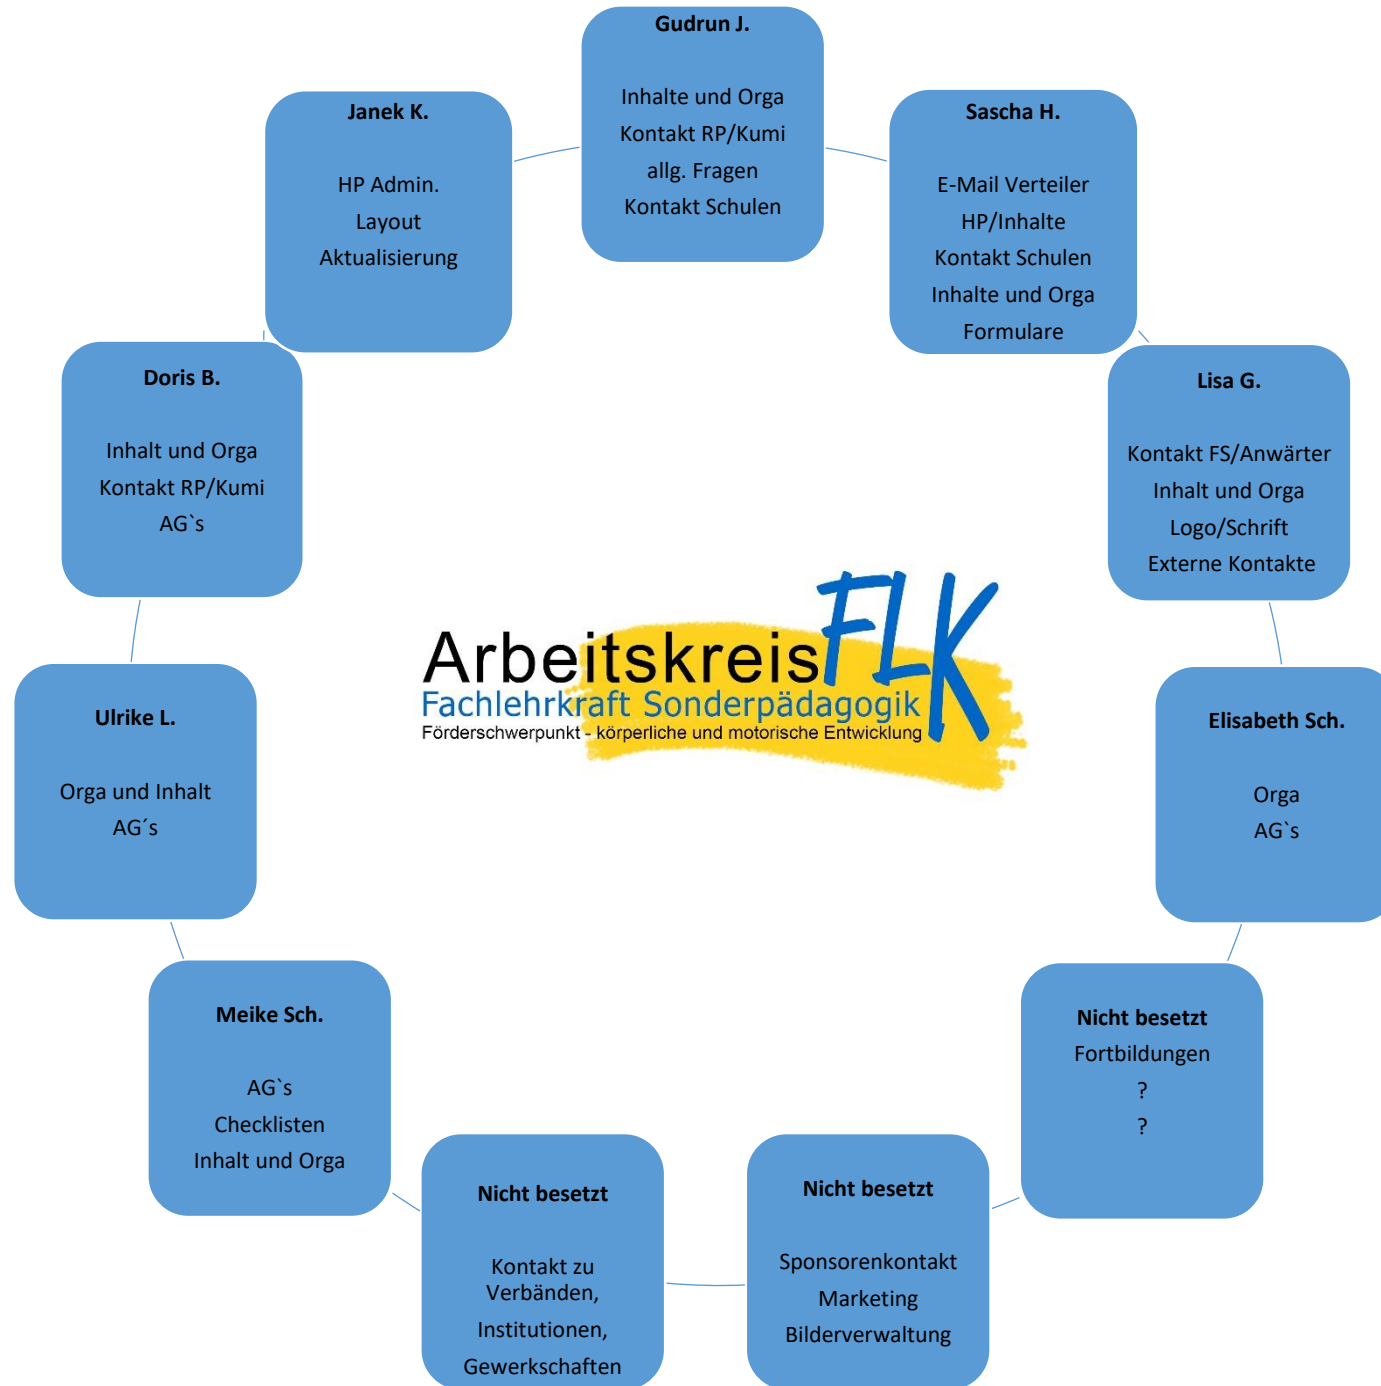 Gudrun J.
Inhalte und Orga
Kontakt RP/Kumi
allg. Fragen
Kontakt Schulen
Sascha H.
E-Mail Verteiler
HP/Inhalte
Kontakt Schulen
Inhalte und Orga
Formulare
Lisa G.
Kontakt FS/Anwärter
Inhalt und Orga
Logo/Schrift
Externe Kontakte
Elisabeth Sch.
Orga
AG`s
Nicht besetzt
Fortbildungen
?
?
Nicht besetzt
Sponsorenkontakt
Marketing
Bilderverwaltung
Nicht besetzt
Kontakt zu
Verbänden,
Institutionen,
Gewerkschaften
Meike Sch.
AG`s
Checklisten
Inhalt und Orga
Ulrike L.
Orga und Inhalt
AG´s
Doris B.
Inhalt und Orga
Kontakt RP/Kumi
AG`s
Janek K.
HP Admin.
Layout
Aktualisierung
Arbeitskreis FLK
Fachlehrkraft Sonderpädagogik
Förderschwerpunkt - körperliche und motorische Entwicklung